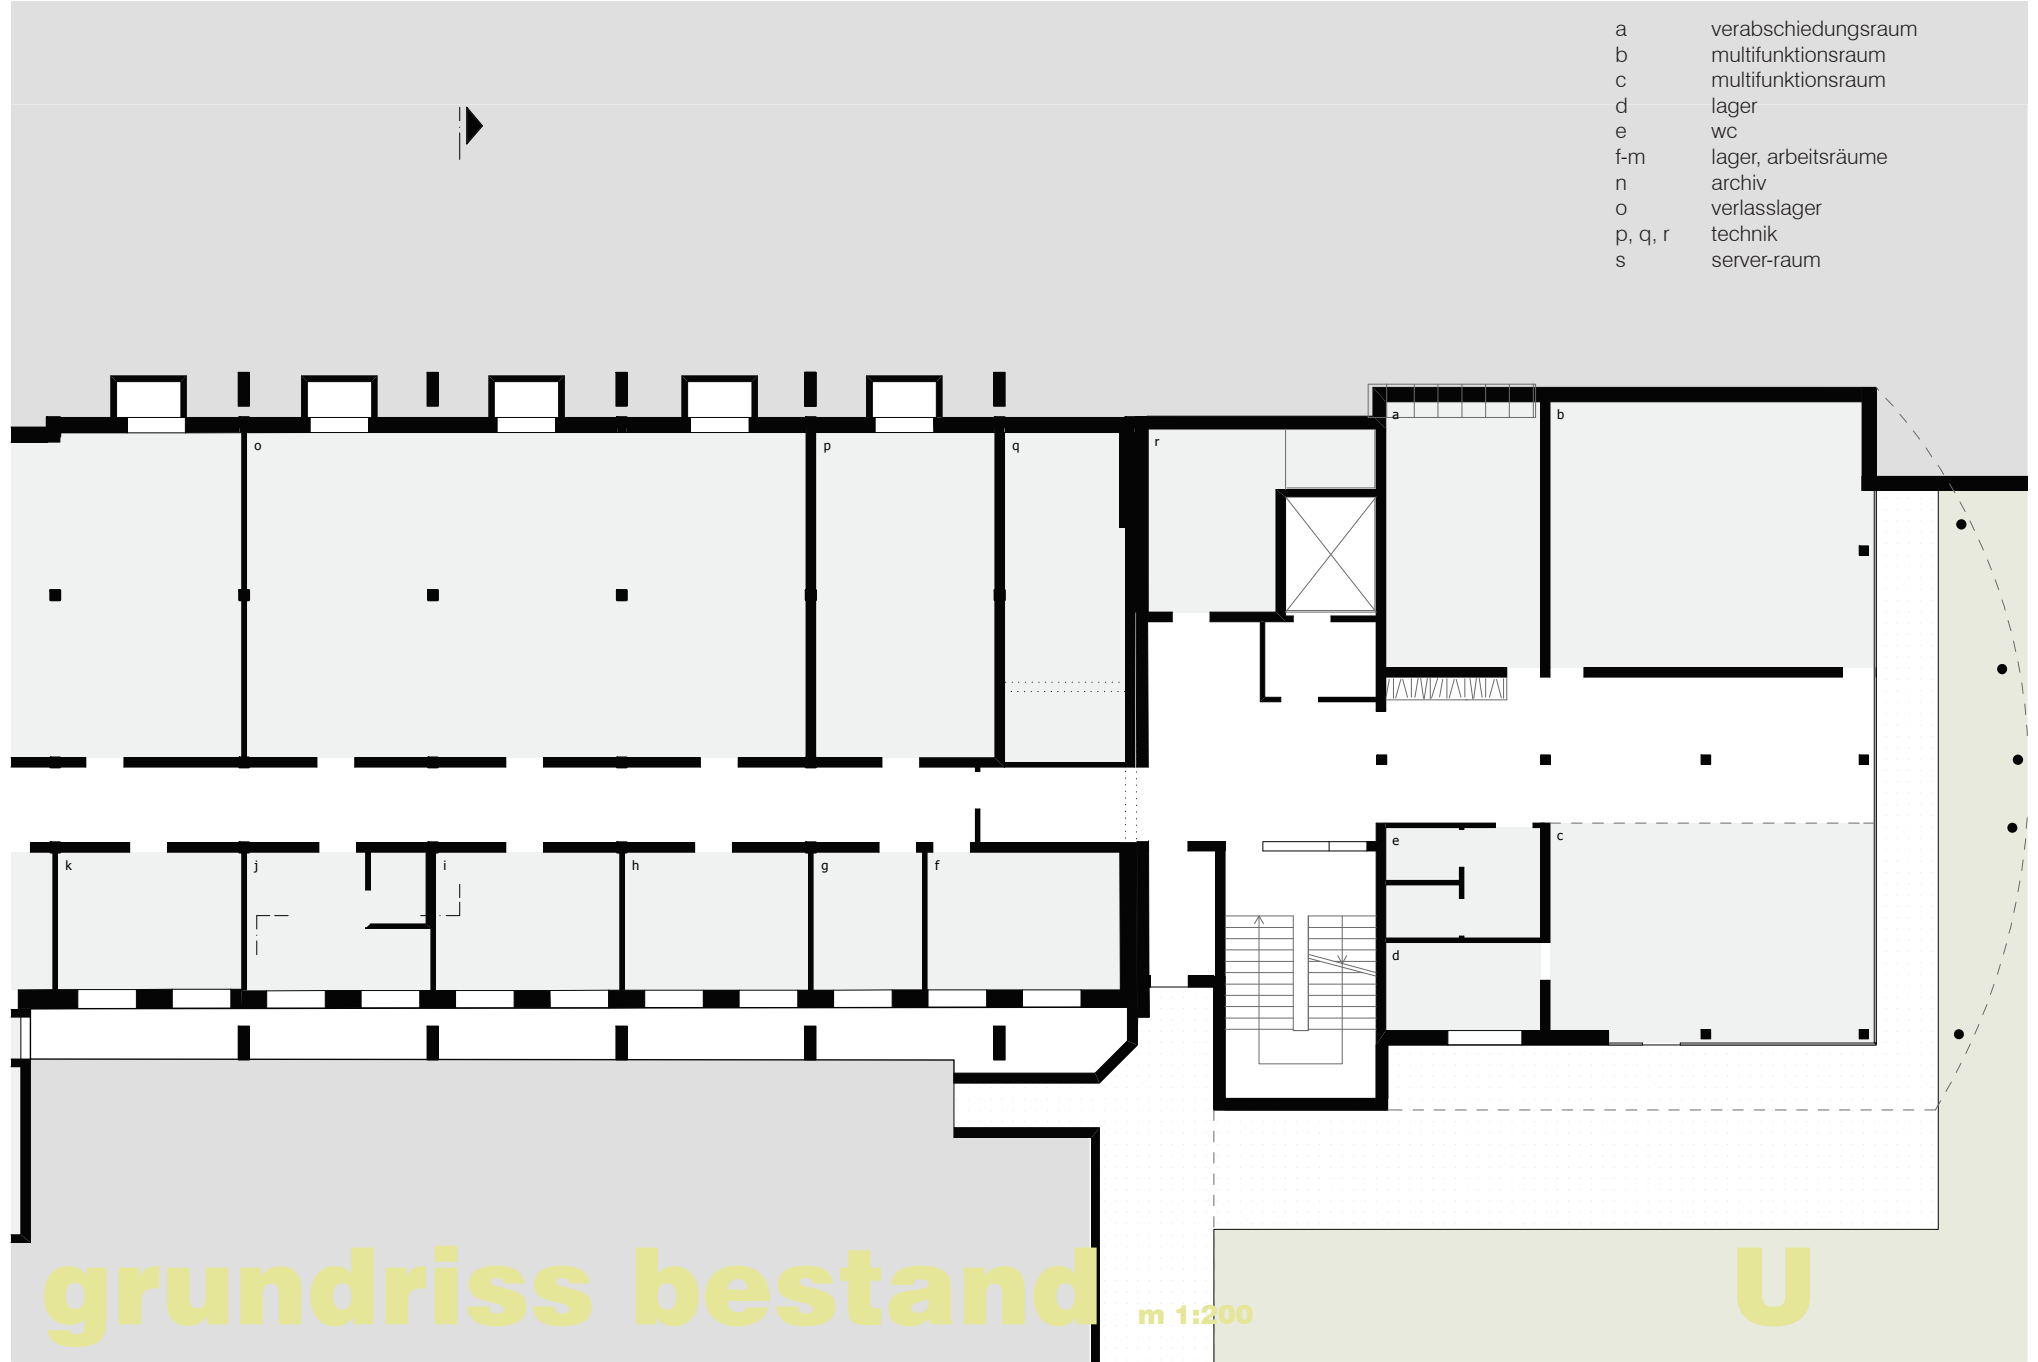 a verabschiedungsraum
b multifunktionsraum
c multifunktionsraum
d lager
e wc
f-m lager, arbeitsräume
n archiv
o verlasslager
p, q, r technik
s server-raum
a
b
o
p
q
r
e
c
k
j
i
h
g
f
d
grundriss bestand m 1:200 U